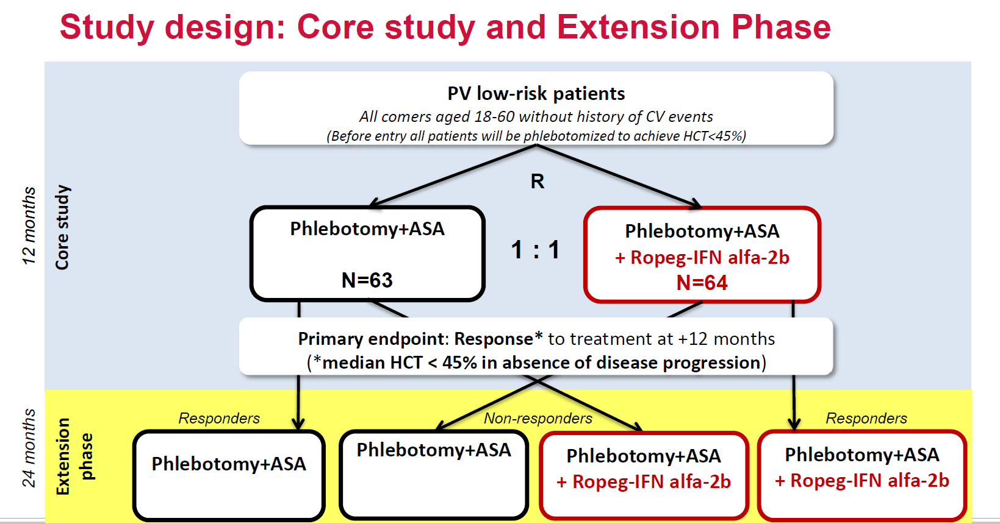 Study design: Core study and Extension Phase
PV low-risk patients
All comers aged 18-60 without history of CV events
(Before entry all patients will be phlebotomized to achieve HCT<45%)
12 months
Core study
R
1 : 1
Phlebotomy+ASA
N=63
Phlebotomy+ASA
+ Ropeg-IFN alfa-2b
N=64
Primary endpoint: Response* to treatment at +12 months
(*median HCT < 45% in absence of disease progression)
24 months
Extension
phase
Responders
Non-responders
Responders
Phlebotomy+ASA
Phlebotomy+ASA
Phlebotomy+ASA
+ Ropeg-IFN alfa-2b
Phlebotomy+ASA
+ Ropeg-IFN alfa-2b